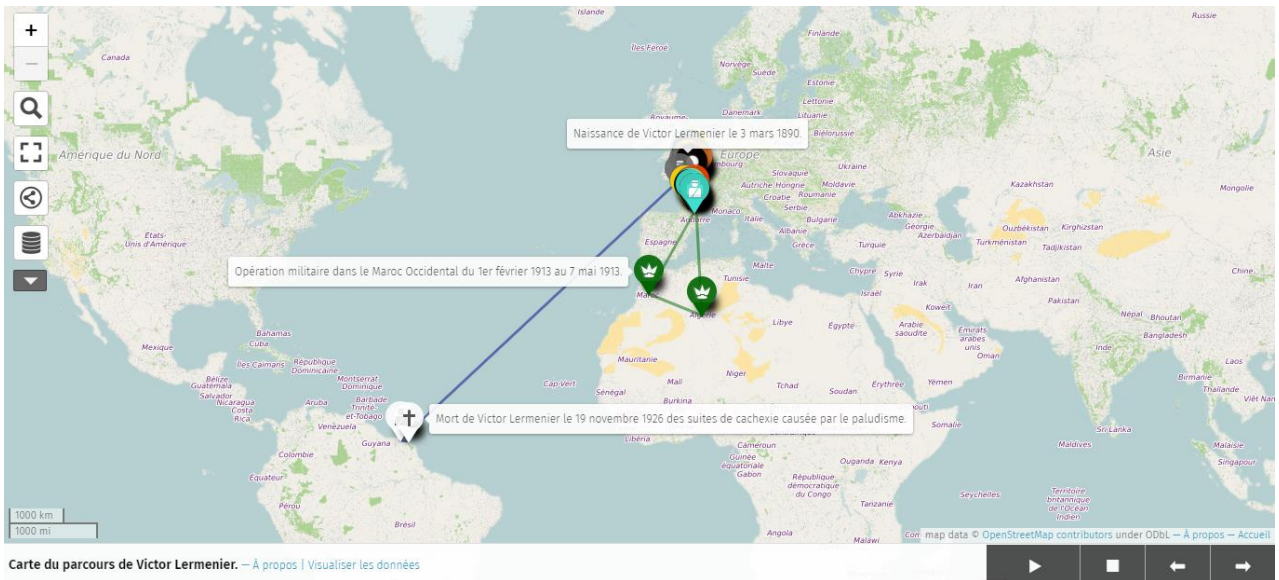 Islande
Russie
+
Finlande
Îles Féroé
Canada
Norvège
Suède
Estonie
Lettonie
Danemark
Lituanie
Royaume-
Naissance de Victor Lermenier le 3 mars 1890.
Biélorussie
Amérique du Nord
Europe
Asie
Ukraine
Slovaquie
Kazakhstan
Mongolie
Autriche Hongrie Moldavie
Croatie Roumanie
Serbie
Monaco Italie Bulgarie
Abkhazie
Andorre
Albanie
Géorgie
Ouzbékistan Kirghizstan
États-
Unis d'Amérique
Azerbaïdjan
Espagne
Grèce
Turquie
Turkménistan
Tadjikistan
Opération militaire dans le Maroc Occidental du 1er février 1913 au 7 mai 1913.
Malte
Chypre Syrie
Chine
Tunisie
Irak
Iran
Afghanistan
Maroc
Israël
Pakistan
Koweït
Algérie
Libye
Égypte
Népal Bhoutan
Bahamas
Arabie
saoudite
Émirats
arabes
unis
Bangladesh
Cuba
Inde
Mexique
Oman
Îles Caïmans
République
Dominicaine
Mauritanie
Laos
Belize
Guatemala
Montserrat
Dominique
Niger
Birmanie
Salvador
Cap-Vert
Mali
Tchad
Soudan
Érythrée
Yémen
Thaïlande
Nicaragua
Aruba
Barbade
Sénégal
Burkina
Việt Nam
Costa
Rica
Trinité-
et-Tobago
Mort de Victor Lermenier le 19 novembre 1926 des suites de cachexie causée par le paludisme.
Venezuela
Somalie
Sri Lanka
Guyana
Liberia
Cameroun
Maldives
Malaisie
Colombie
Guinée
équatoriale
Ouganda Kenya
Singapour
Gabon
Équateur
République
démocratique
du Congo
Seychelles
Territoire
britannique
de l'Océan
Indien
Pérou
Tanzanie
1000 km
1000 mi
Brésil
Angola
Malawi
map data © OpenStreetMap contributors under ODbL — À propos — Accueil
Carte du parcours de Victor Lermenier. — À propos | Visualiser les données